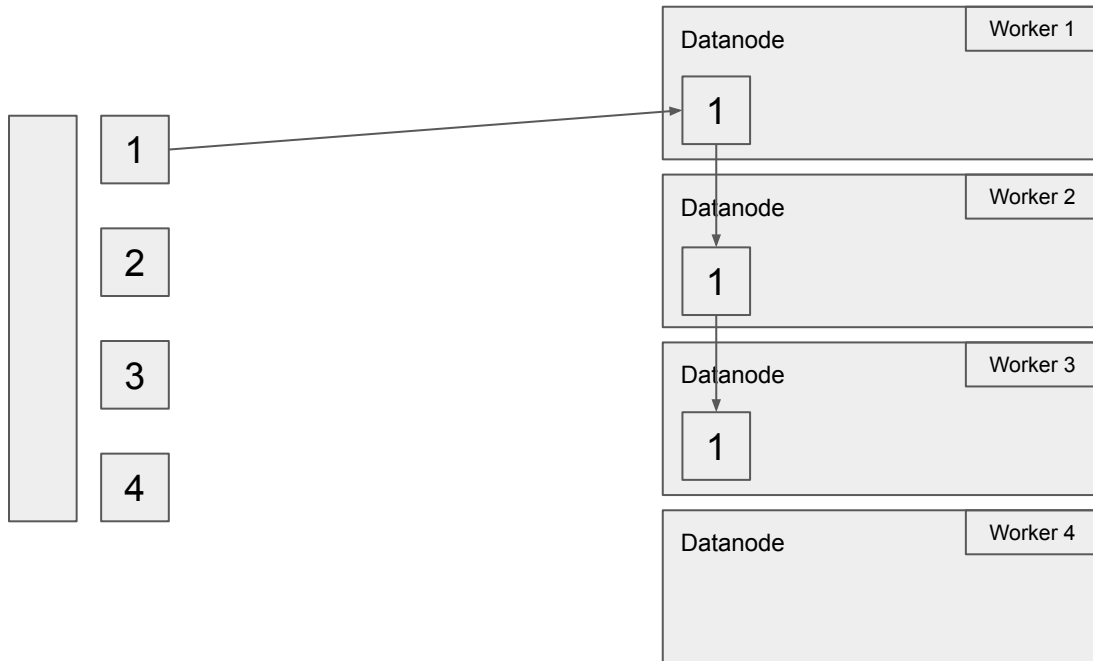 1
2
3
4
Datanode
Worker 1
1
Datanode
Worker 2
1
Datanode
Worker 3
1
Datanode
Worker 4